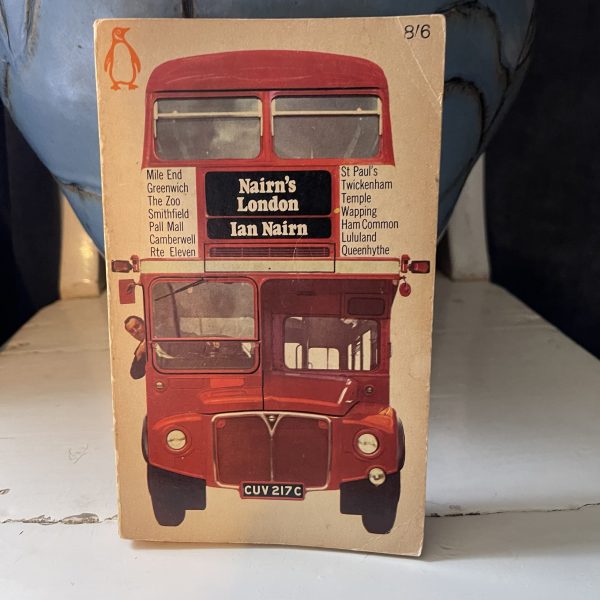 8/6
Mile End
Greenwich
The Zoo
Smithfield
Pall Mall
Camberwell
Rte Eleven
Nairn's
London
Ian Nairn
St Paul's
Twickenham
Temple
Wapping
Ham Common
Lululand
Queenhythe
CUV 217C